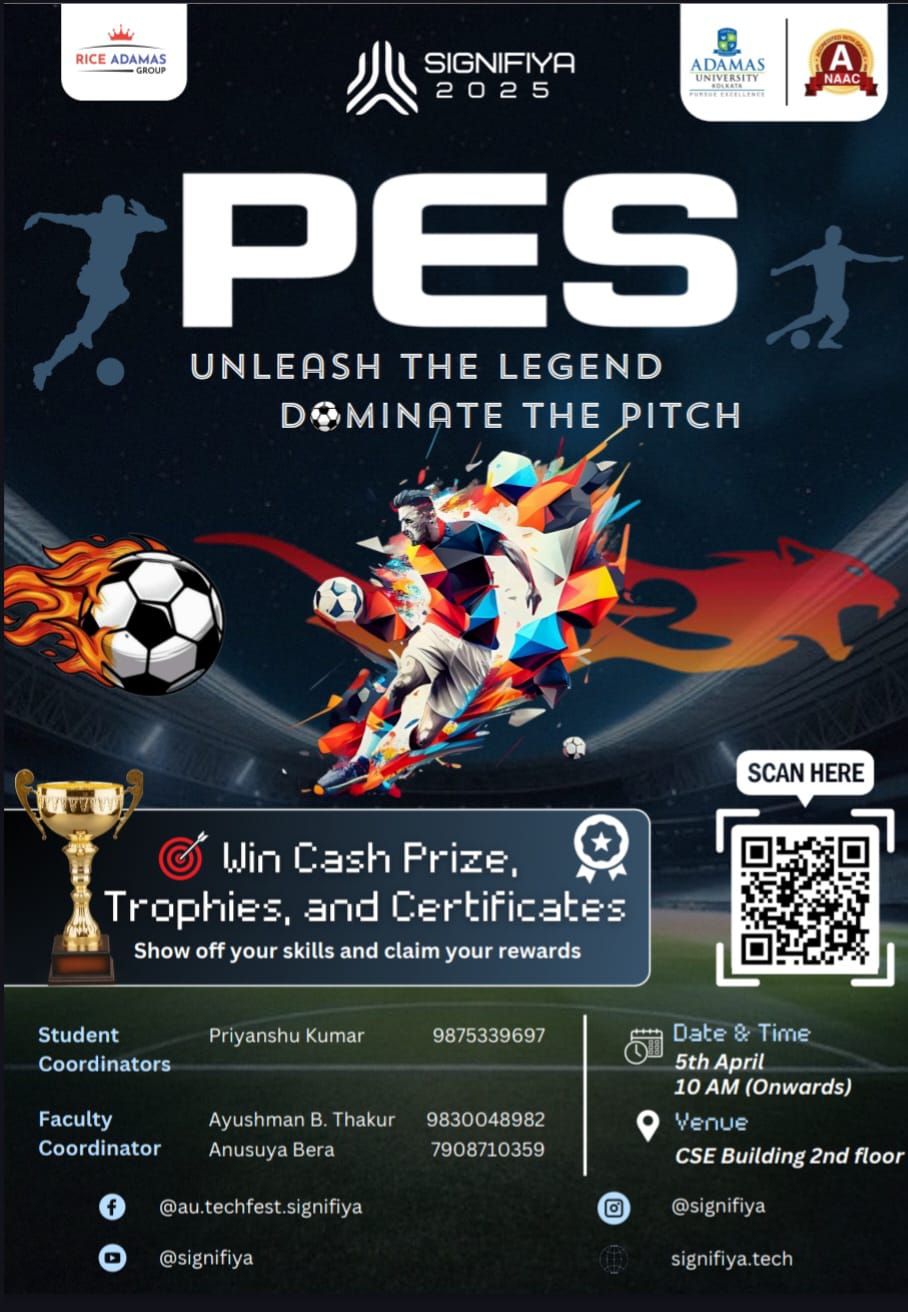 RICE ADAMAS
GROUP
SIGNIFIYA
2025
ADAMAS
UNIVERSITY
KOLKATA
PURSUE EXCELLENCE
A
NAAC
PES
UNLEASH THE LEGEND
DOMINATE THE PITCH
SCAN HERE
Win Cash Prize,
Trophies, and Certificates
Show off your skills and claim your rewards
Student
Coordinators
Priyanshu Kumar 9875339697
Faculty
Coordinator
Ayushman B. Thakur 9830048982
Anusuya Bera 7908710359
Date & Time
5th April
10 AM (Onwards)
Venue
CSE Building 2nd floor
@au.techfest.signifiya
@signifiya
@signifiya
signifiya.tech